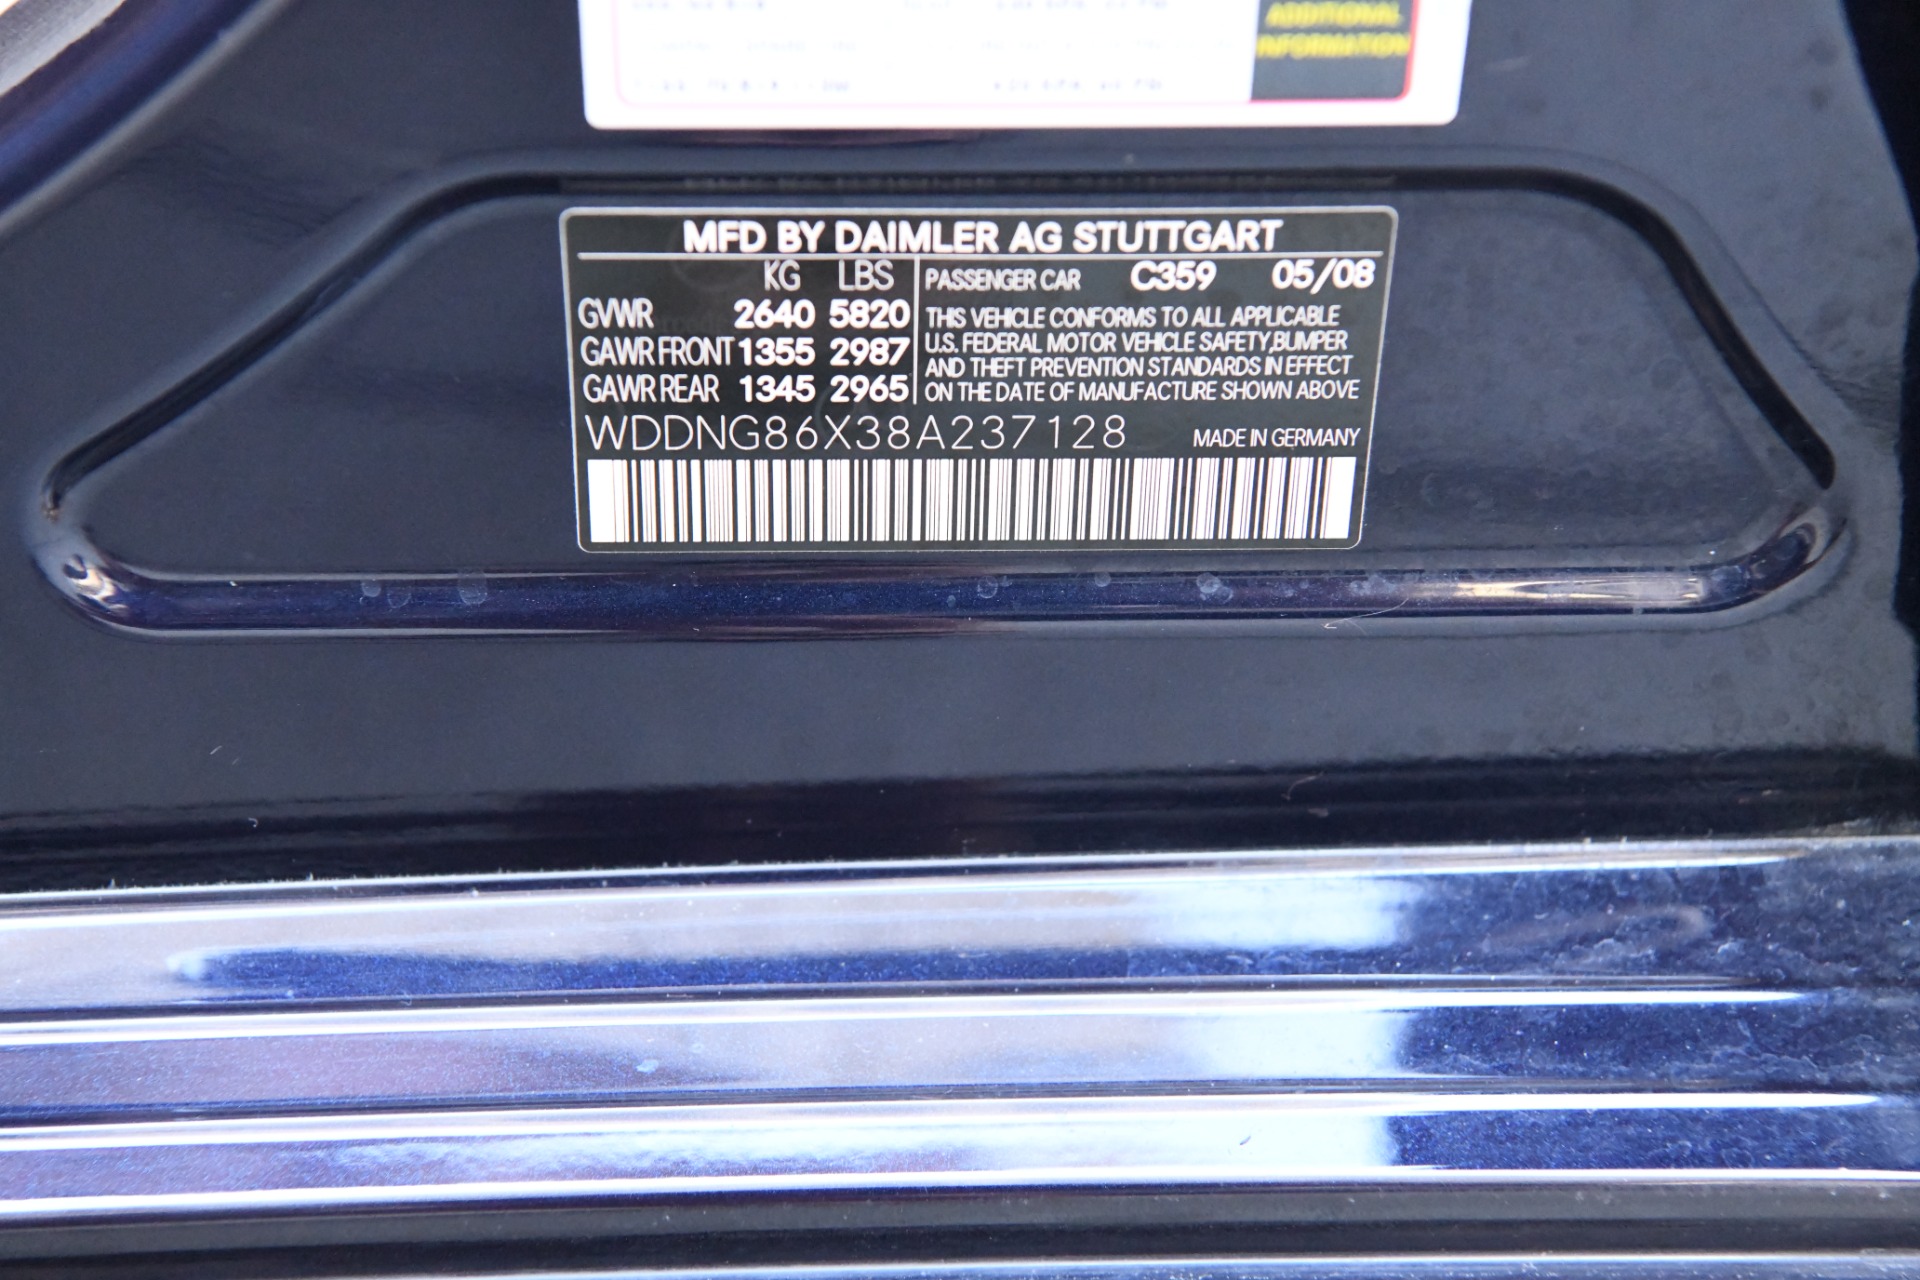 ADDITIONAL
INFORMATION
MFD BY DAIMLER AG STUTTGART
KG LBS
GVWR 2640 5820
GAWR FRONT 1355 2987
GAWR REAR 1345 2965
PASSENGER CAR C359 05/08
THIS VEHICLE CONFORMS TO ALL APPLICABLE
U.S. FEDERAL MOTOR VEHICLE SAFETY, BUMPER
AND THEFT PREVENTION STANDARDS IN EFFECT
ON THE DATE OF MANUFACTURE SHOWN ABOVE
WDDNG86X38A237128
MADE IN GERMANY